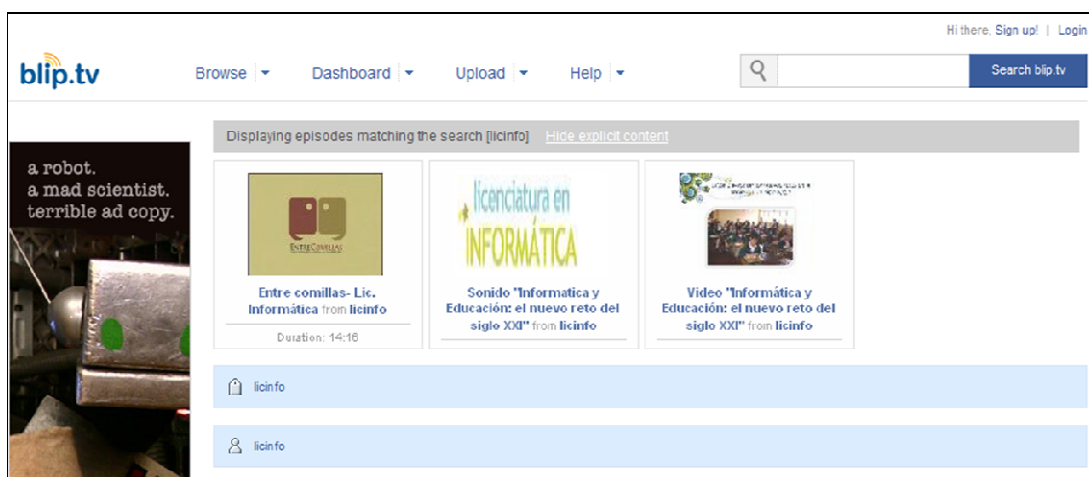 Hi there. Sign up! | Login
blip.tv
Browse Dashboard Upload Help
Search blip.tv
Displaying episodes matching the search [licinfo] Hide explicit content
a robot.
a mad scientist.
terrible ad copy.
ENTRECOMILLAS
licenciatura en
INFORMÁTICA
Entre comillas- Lic.
Informática from licinfo
Duration: 14:16
Sonido "Informatica y
Educación: el nuevo reto del
siglo XXI" from licinfo
Video "Informática y
Educación: el nuevo reto del
siglo XXI" from licinfo
licinfo
licinfo